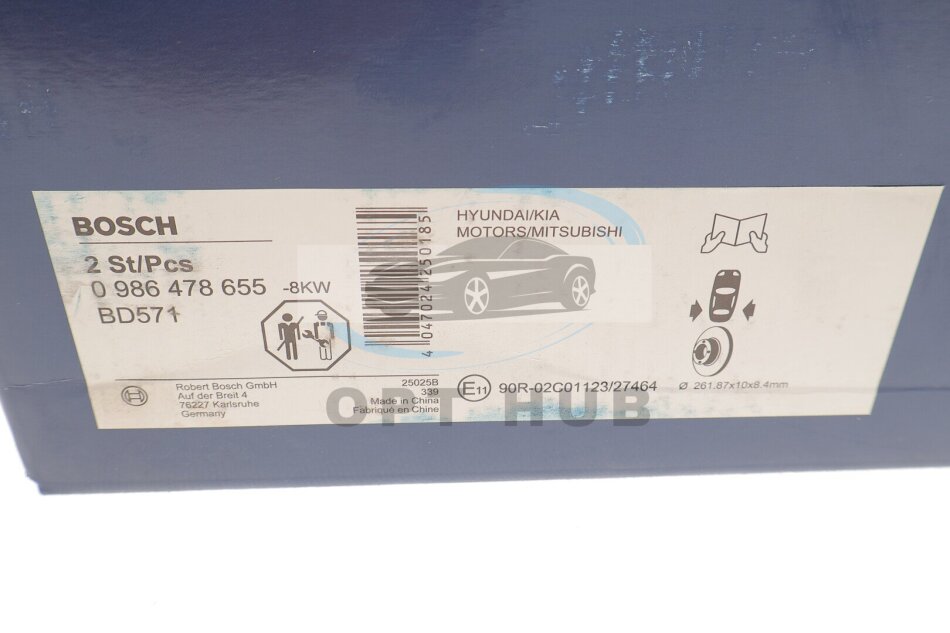 BOSCH
2 St/Pcs
0 986 478 655 -8KW
BD571
4 047024 250185
HYUNDAI/KIA
MOTORS/MITSUBISHI
Robert Bosch GmbH
Auf der Breit 4
76227 Karlsruhe
Germany
25025B
339
Made in China
Fabriqué en Chine
E11 90R-02C01123/27464
Ø 261.87x10x8.4mm
OPT HUB